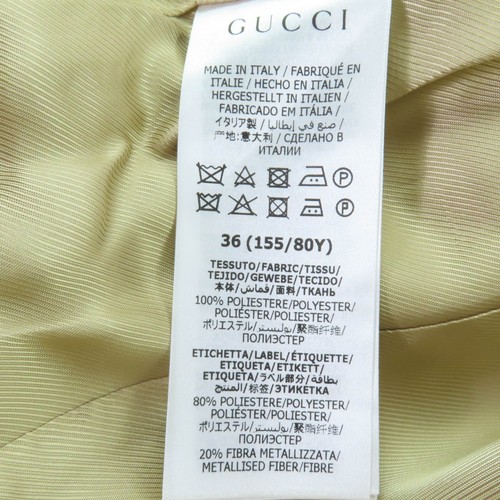 GUCCI
MADE IN ITALY / FABRIQUÉ EN
ITALIE / HECHO EN ITALIA /
HERGESTELLT IN ITALIEN /
FABRICADO EM ITÁLIA /
イタリア製 / صنع في إيطاليا /
产地:意大利 / СДЕЛАНО В
ИТАЛИИ
P
P
36 (155/80Y)
TESSUTO/FABRIC/TISSU/
TEJIDO/GEWEBE/TECIDO/
本体/قماش/面料/ТКАНЬ
100% POLIESTERE/POLYESTER/
POLIÉSTER/POLIESTER/
ポリエステル/بوليستر/聚酯纤维/
ПОЛИЭСТЕР
ETICHETTA/LABEL/ÉTIQUETTE/
ETIQUETA/ETIKETT/
ETIQUETA/ラベル部分/بطاقة
المنتج/标签/ЭТИКЕТКА
80% POLIESTERE/POLYESTER/
POLIÉSTER/POLIESTER/
ポリエステル/بوليستر/聚酯纤维/
ПОЛИЭСТЕР
20% FIBRA METALLIZZATA/
METALLISED FIBER/FIBRE